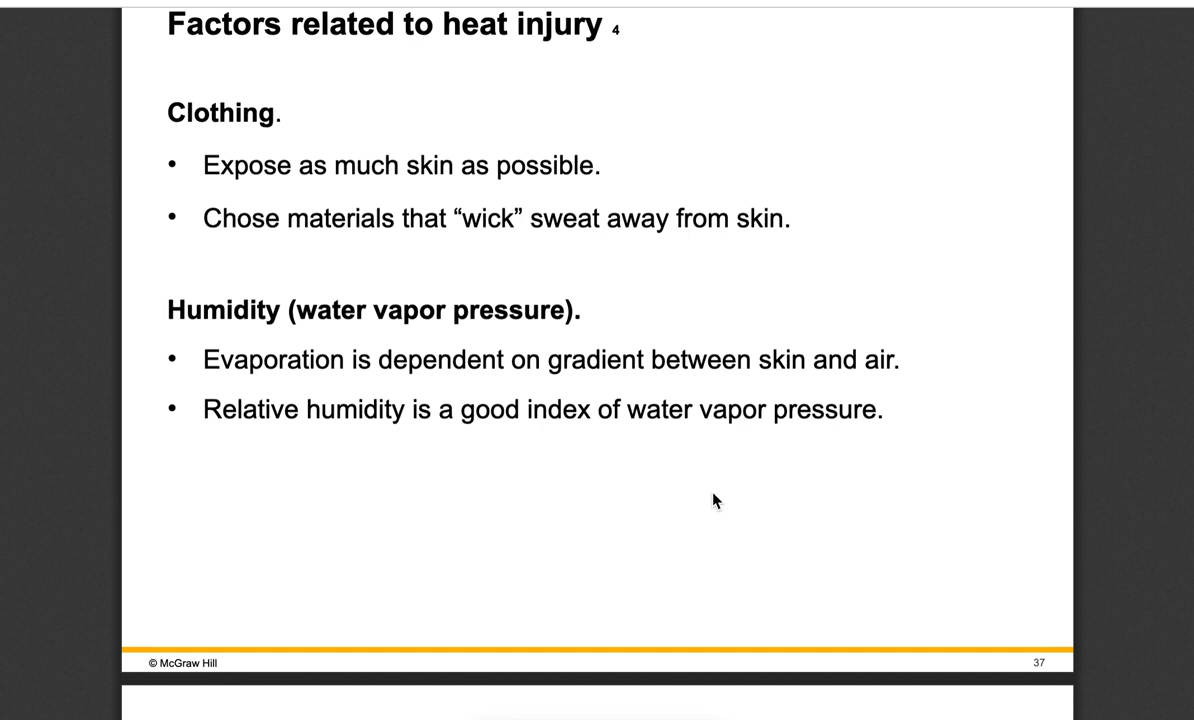 Factors related to heat injury 4
Clothing.
• Expose as much skin as possible.
• Chose materials that “wick” sweat away from skin.
Humidity (water vapor pressure).
• Evaporation is dependent on gradient between skin and air.
• Relative humidity is a good index of water vapor pressure.
© McGraw Hill
37